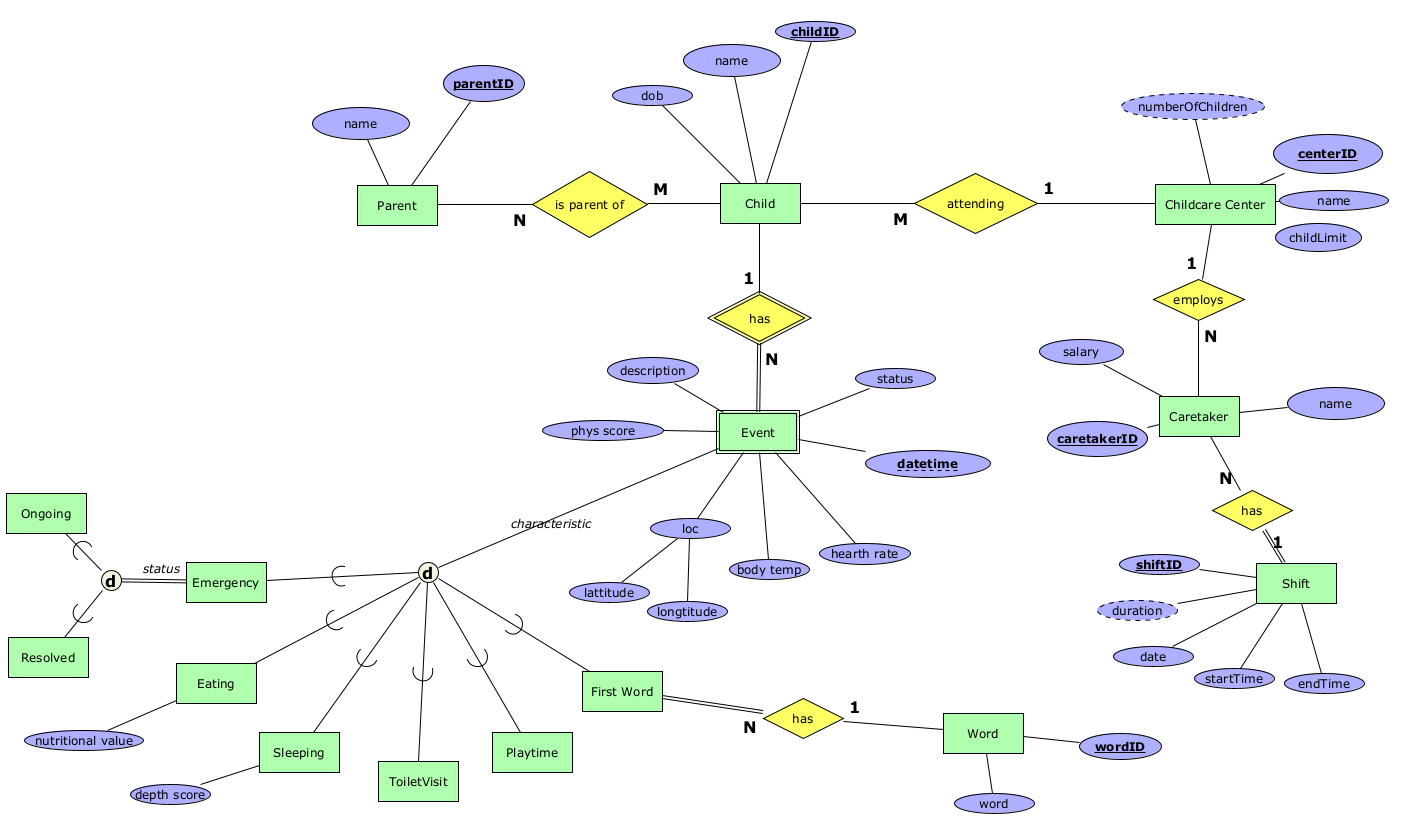 childID
name
parentID
dob
numberOfChildren
name
centerID
Parent
is parent of
M
Child
attending
1
Childcare Center
name
N
M
childLimit
1
1
employs
has
N
N
salary
description
status
name
Caretaker
phys score
Event
caretakerID
datetime
N
Ongoing
characteristic
loc
has
1
hearth rate
shiftID
status
d
Emergency
d
body temp
Shift
lattitude
longtitude
duration
Resolved
date
Eating
First Word
startTime
endTime
1
has
N
nutritional value
Sleeping
Playtime
Word
wordID
ToiletVisit
depth score
word